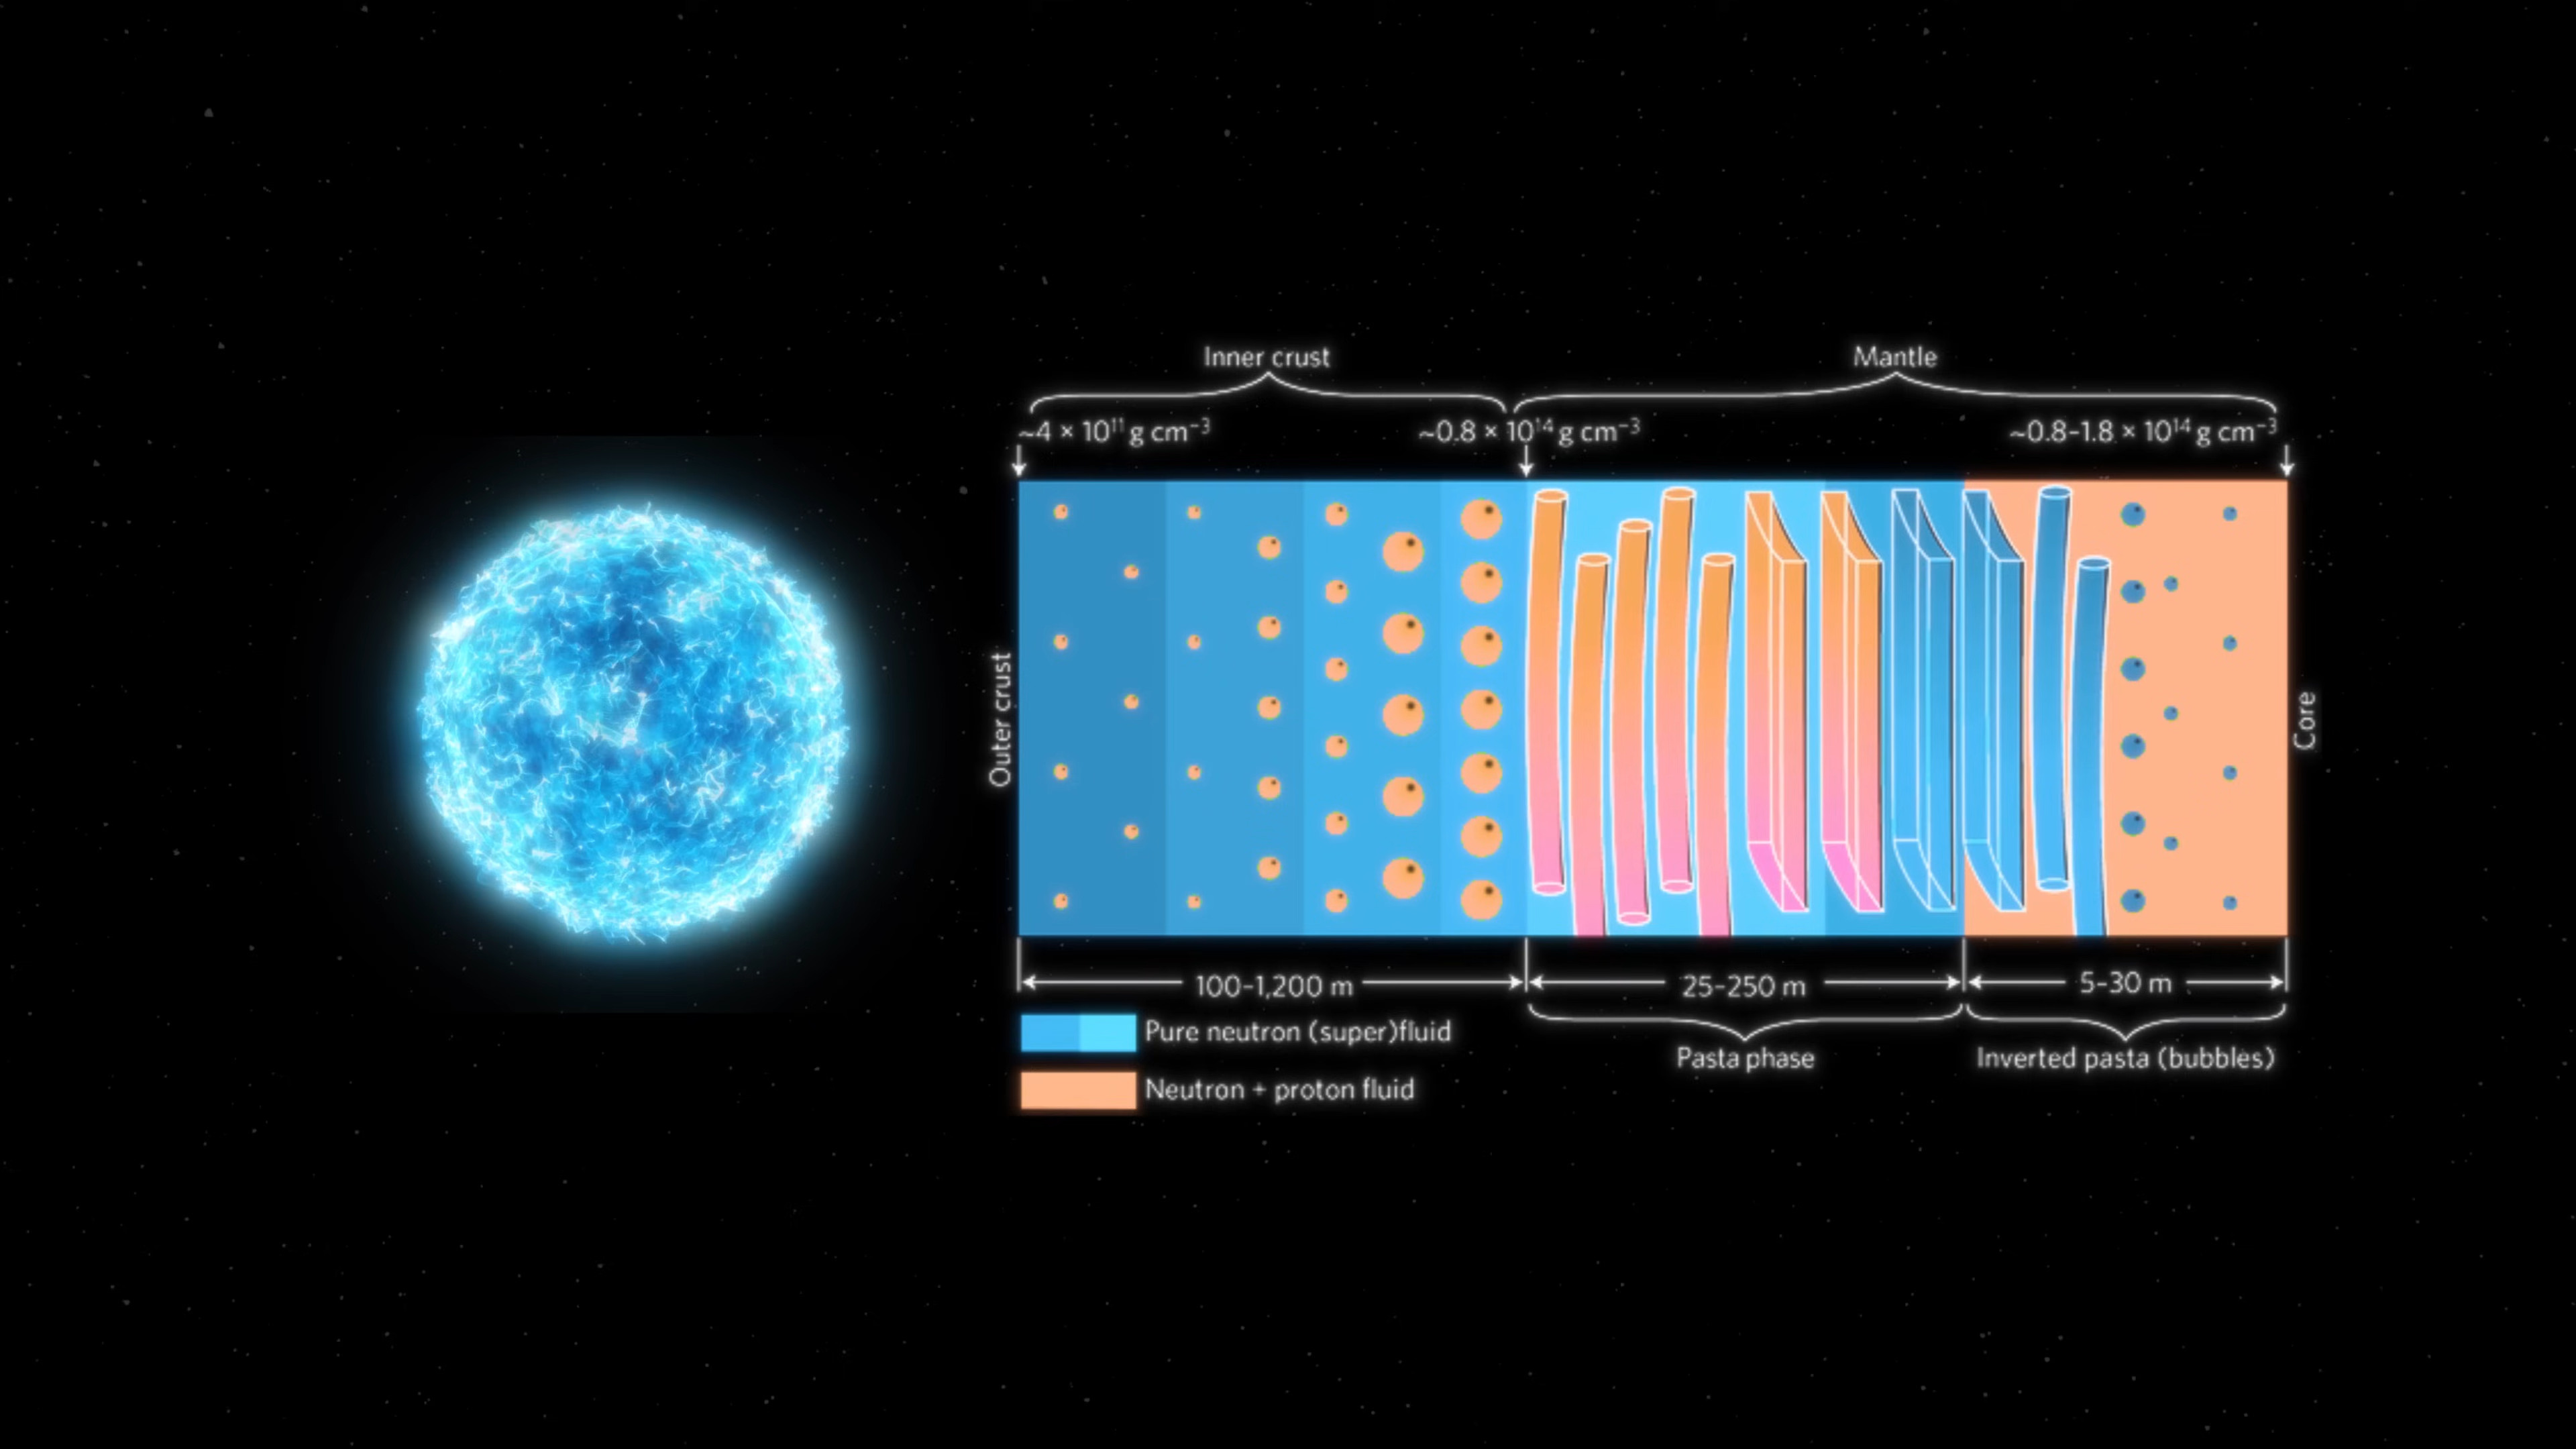 Inner crust
Mantle
~4 × 10¹¹ g cm⁻³
~0.8 × 10¹⁴ g cm⁻³
~0.8–1.8 × 10¹⁴ g cm⁻³
Outer crust
Core
100–1,200 m
25–250 m
5–30 m
Pure neutron (super)fluid
Pasta phase
Inverted pasta (bubbles)
Neutron + proton fluid